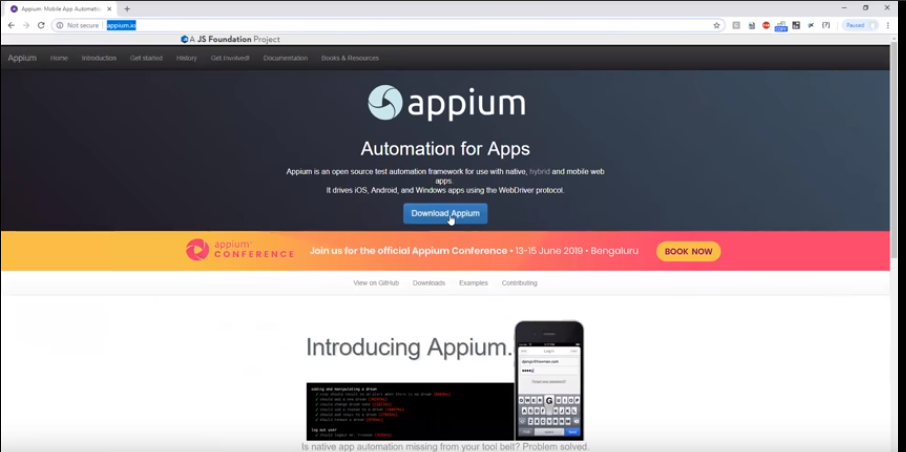 Appium: Mobile App Automatio
Not secure | appium.io
Paused
A JS Foundation Project
Appium Home Introduction Get started History Get Involved! Documentation Books & Resources
appium
Automation for Apps
Appium is an open source test automation framework for use with native, hybrid and mobile web
apps.
It drives iOS, Android, and Windows apps using the WebDriver protocol.
Download Appium
appium
CONFERENCE
Join us for the official Appium Conference • 13-15 June 2019 • Bengaluru
BOOK NOW
View on GitHub Downloads Examples Contributing
Introducing Appium.
Login
Q W E R T Y U I O P
A S D F G H J K L
Z X C V B N M
Is native app automation missing from your tool belt? Problem solved.